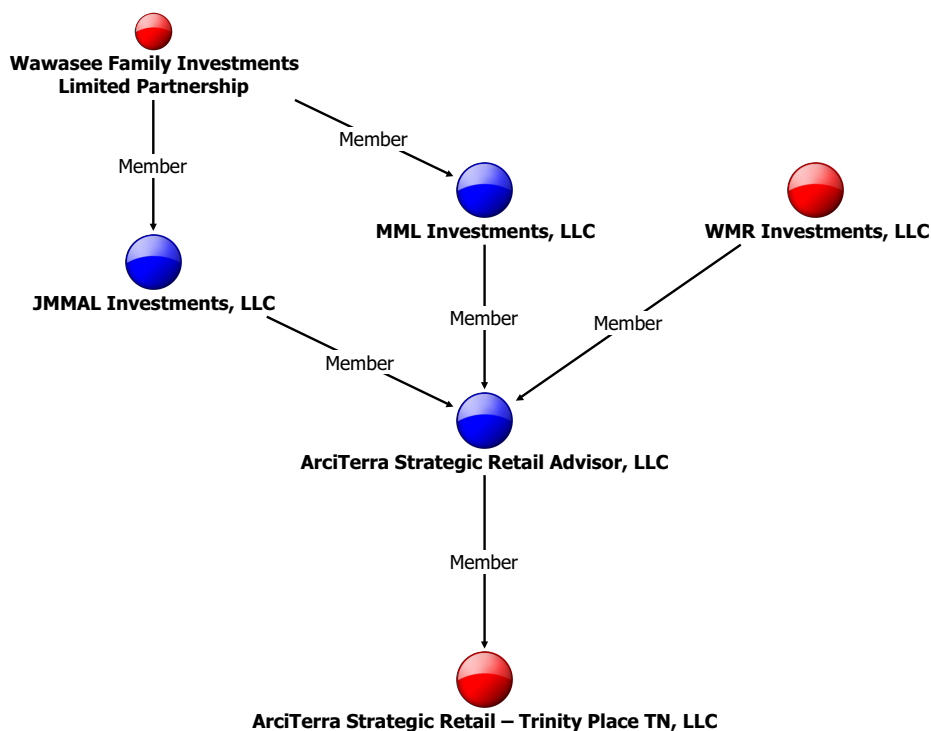 Wawasee Family Investments
Limited Partnership
Member
Member
MML Investments, LLC
WMR Investments, LLC
JMMAL Investments, LLC
Member
Member
Member
ArciTerra Strategic Retail Advisor, LLC
Member
ArciTerra Strategic Retail – Trinity Place TN, LLC